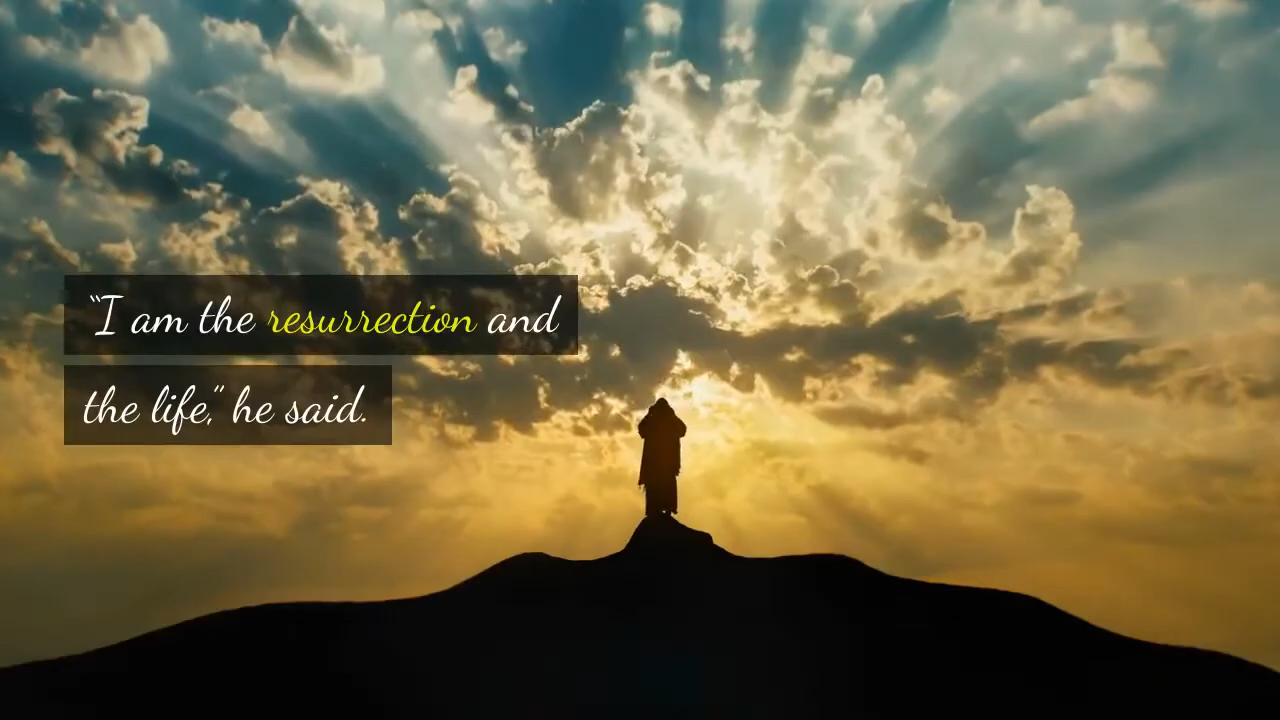 “I am the resurrection and
the life,” he said.